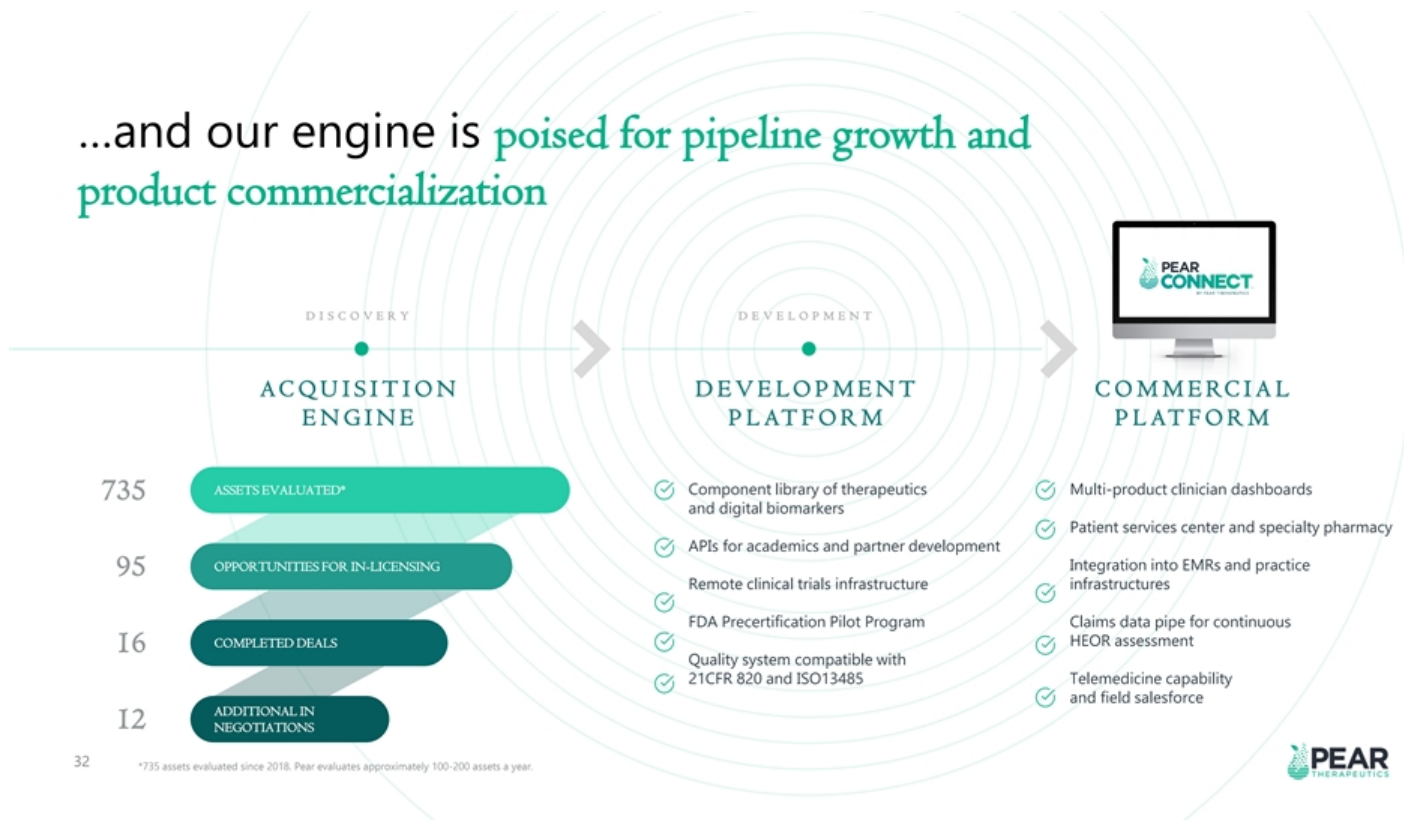 ...and our engine is poised for pipeline growth and
product commercialization
PEAR
CONNECT
DISCOVERY
ACQUISITION
ENGINE
735
ASSETS EVALUATED*
95
OPPORTUNITIES FOR IN-LICENSING
16
COMPLETED DEALS
12
ADDITIONAL IN
NEGOTIATIONS
DEVELOPMENT
DEVELOPMENT
PLATFORM
Component library of therapeutics
and digital biomarkers
APIs for academics and partner development
Remote clinical trials infrastructure
FDA Precertification Pilot Program
Quality system compatible with
21CFR 820 and ISO13485
COMMERCIAL
PLATFORM
Multi-product clinician dashboards
Patient services center and specialty pharmacy
Integration into EMRs and practice
infrastructures
Claims data pipe for continuous
HEOR assessment
Telemedicine capability
and field salesforce
32
*735 assets evaluated since 2018. Pear evaluates approximately 100-200 assets a year.
PEAR
THERAPEUTICS